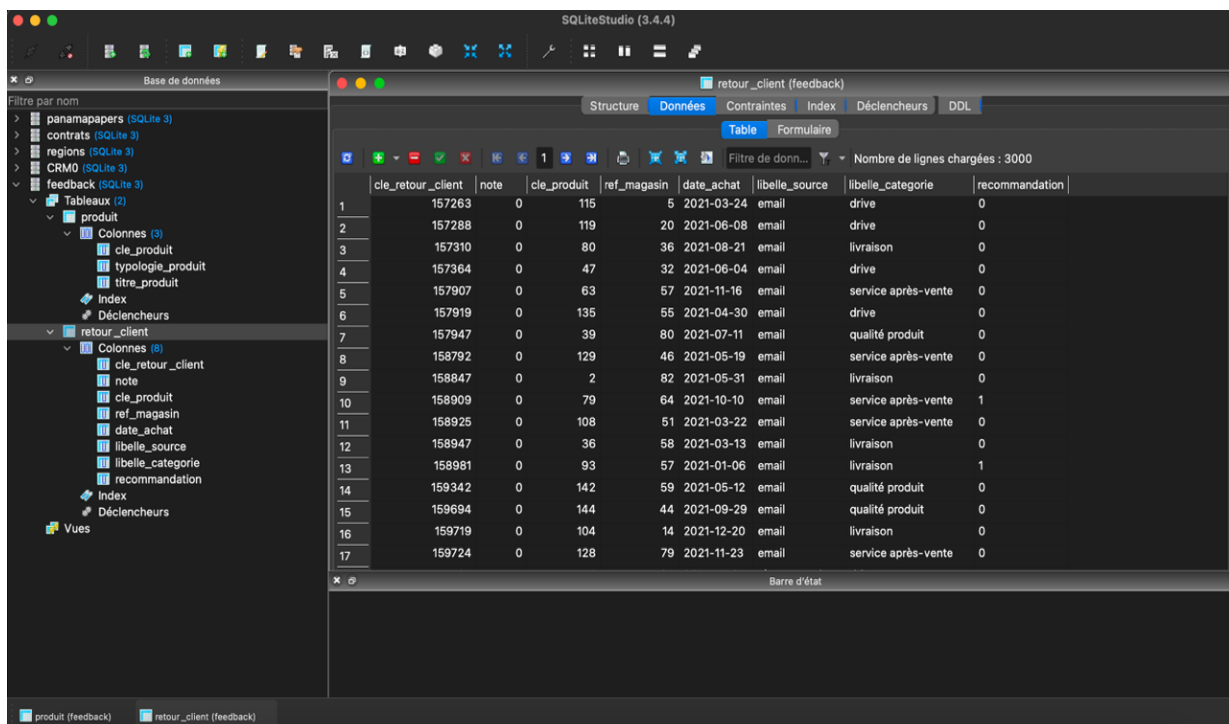 SQLiteStudio (3.4.4)
Base de données
Filtre par nom
panamapapers (SQLite 3)
contrats (SQLite 3)
regions (SQLite 3)
CRM0 (SQLite 3)
feedback (SQLite 3)
Tableaux (2)
produit
Colonnes (3)
cle_produit
typologie_produit
titre_produit
Index
Déclencheurs
retour_client
Colonnes (8)
cle_retour_client
note
cle_produit
ref_magasin
date_achat
libelle_source
libelle_categorie
recommandation
Index
Déclencheurs
Vues
retour_client (feedback)
Structure Données Contraintes Index Déclencheurs DDL
Table Formulaire
1 Filtre de donn... Nombre de lignes chargées : 3000
cle_retour_client note cle_produit ref_magasin date_achat libelle_source libelle_categorie recommandation
1 157263 0 115 5 2021-03-24 email drive 0
2 157288 0 119 20 2021-06-08 email drive 0
3 157310 0 80 36 2021-08-21 email livraison 0
4 157364 0 47 32 2021-06-04 email drive 0
5 157907 0 63 57 2021-11-16 email service après-vente 0
6 157919 0 135 55 2021-04-30 email drive 0
7 157947 0 39 80 2021-07-11 email qualité produit 0
8 158792 0 129 46 2021-05-19 email service après-vente 0
9 158847 0 2 82 2021-05-31 email livraison 0
10 158909 0 79 64 2021-10-10 email service après-vente 1
11 158925 0 108 51 2021-03-22 email service après-vente 0
12 158947 0 36 58 2021-03-13 email livraison 0
13 158981 0 93 57 2021-01-06 email livraison 1
14 159342 0 142 59 2021-05-12 email qualité produit 0
15 159694 0 144 44 2021-09-29 email qualité produit 0
16 159719 0 104 14 2021-12-20 email livraison 0
17 159724 0 128 79 2021-11-23 email service après-vente 0
Barre d'état
produit (feedback) retour_client (feedback)